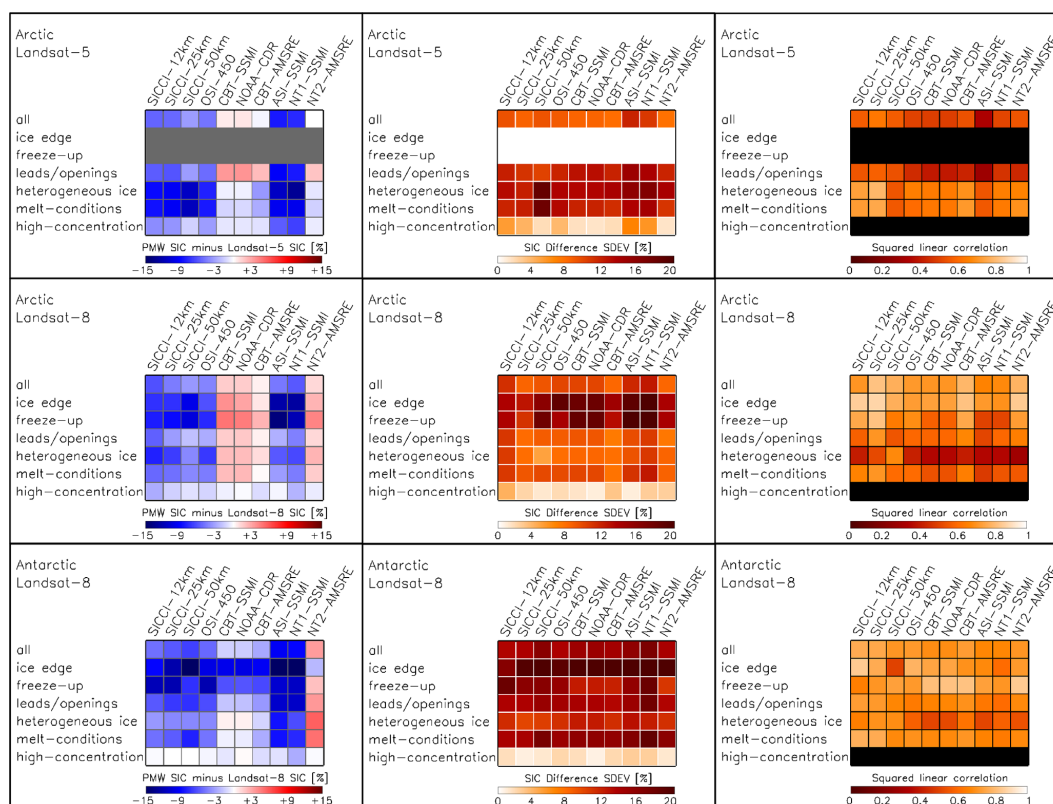 Arctic
Landsat-5
SICCI-12km
SICCI-25km
SICCI-50km
OSI-450
CBT-SSMI
NOAA-CDR
CBT-AMSRE
ASI-SSMI
NT1-SSMI
NT2-AMSRE
all
ice edge
freeze-up
leads/openings
heterogeneous ice
melt-conditions
high-concentration
PMW SIC minus Landsat-5 SIC [%]
-15 -9 -3 +3 +9 +15
Arctic
Landsat-5
SICCI-12km
SICCI-25km
SICCI-50km
OSI-450
CBT-SSMI
NOAA-CDR
CBT-AMSRE
ASI-SSMI
NT1-SSMI
NT2-AMSRE
all
ice edge
freeze-up
leads/openings
heterogeneous ice
melt-conditions
high-concentration
SIC Difference SDEV [%]
0 4 8 12 16 20
Arctic
Landsat-5
SICCI-12km
SICCI-25km
SICCI-50km
OSI-450
CBT-SSMI
NOAA-CDR
CBT-AMSRE
ASI-SSMI
NT1-SSMI
NT2-AMSRE
all
ice edge
freeze-up
leads/openings
heterogeneous ice
melt-conditions
high-concentration
Squared linear correlation
0 0.2 0.4 0.6 0.8 1
Arctic
Landsat-8
SICCI-12km
SICCI-25km
SICCI-50km
OSI-450
CBT-SSMI
NOAA-CDR
CBT-AMSRE
ASI-SSMI
NT1-SSMI
NT2-AMSRE
all
ice edge
freeze-up
leads/openings
heterogeneous ice
melt-conditions
high-concentration
PMW SIC minus Landsat-8 SIC [%]
-15 -9 -3 +3 +9 +15
Arctic
Landsat-8
SICCI-12km
SICCI-25km
SICCI-50km
OSI-450
CBT-SSMI
NOAA-CDR
CBT-AMSRE
ASI-SSMI
NT1-SSMI
NT2-AMSRE
all
ice edge
freeze-up
leads/openings
heterogeneous ice
melt-conditions
high-concentration
SIC Difference SDEV [%]
0 4 8 12 16 20
Arctic
Landsat-8
SICCI-12km
SICCI-25km
SICCI-50km
OSI-450
CBT-SSMI
NOAA-CDR
CBT-AMSRE
ASI-SSMI
NT1-SSMI
NT2-AMSRE
all
ice edge
freeze-up
leads/openings
heterogeneous ice
melt-conditions
high-concentration
Squared linear correlation
0 0.2 0.4 0.6 0.8 1
Antarctic
Landsat-8
SICCI-12km
SICCI-25km
SICCI-50km
OSI-450
CBT-SSMI
NOAA-CDR
CBT-AMSRE
ASI-SSMI
NT1-SSMI
NT2-AMSRE
all
ice edge
freeze-up
leads/openings
heterogeneous ice
melt-conditions
high-concentration
PMW SIC minus Landsat-8 SIC [%]
-15 -9 -3 +3 +9 +15
Antarctic
Landsat-8
SICCI-12km
SICCI-25km
SICCI-50km
OSI-450
CBT-SSMI
NOAA-CDR
CBT-AMSRE
ASI-SSMI
NT1-SSMI
NT2-AMSRE
all
ice edge
freeze-up
leads/openings
heterogeneous ice
melt-conditions
high-concentration
SIC Difference SDEV [%]
0 4 8 12 16 20
Antarctic
Landsat-8
SICCI-12km
SICCI-25km
SICCI-50km
OSI-450
CBT-SSMI
NOAA-CDR
CBT-AMSRE
ASI-SSMI
NT1-SSMI
NT2-AMSRE
all
ice edge
freeze-up
leads/openings
heterogeneous ice
melt-conditions
high-concentration
Squared linear correlation
0 0.2 0.4 0.6 0.8 1